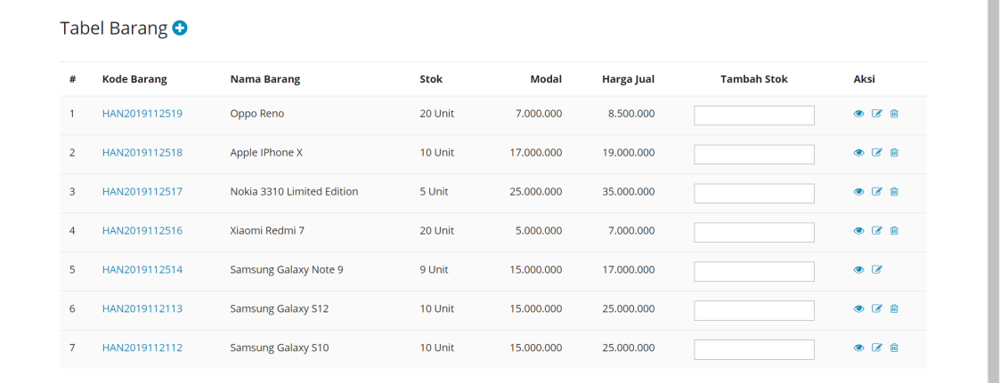 Tabel Barang
# Kode Barang Nama Barang Stok Modal Harga Jual Tambah Stok Aksi
1 HAN2019112519 Oppo Reno 20 Unit 7.000.000 8.500.000
2 HAN2019112518 Apple IPhone X 10 Unit 17.000.000 19.000.000
3 HAN2019112517 Nokia 3310 Limited Edition 5 Unit 25.000.000 35.000.000
4 HAN2019112516 Xiaomi Redmi 7 20 Unit 5.000.000 7.000.000
5 HAN2019112514 Samsung Galaxy Note 9 9 Unit 15.000.000 17.000.000
6 HAN2019112113 Samsung Galaxy S12 10 Unit 15.000.000 25.000.000
7 HAN2019112112 Samsung Galaxy S10 10 Unit 15.000.000 25.000.000